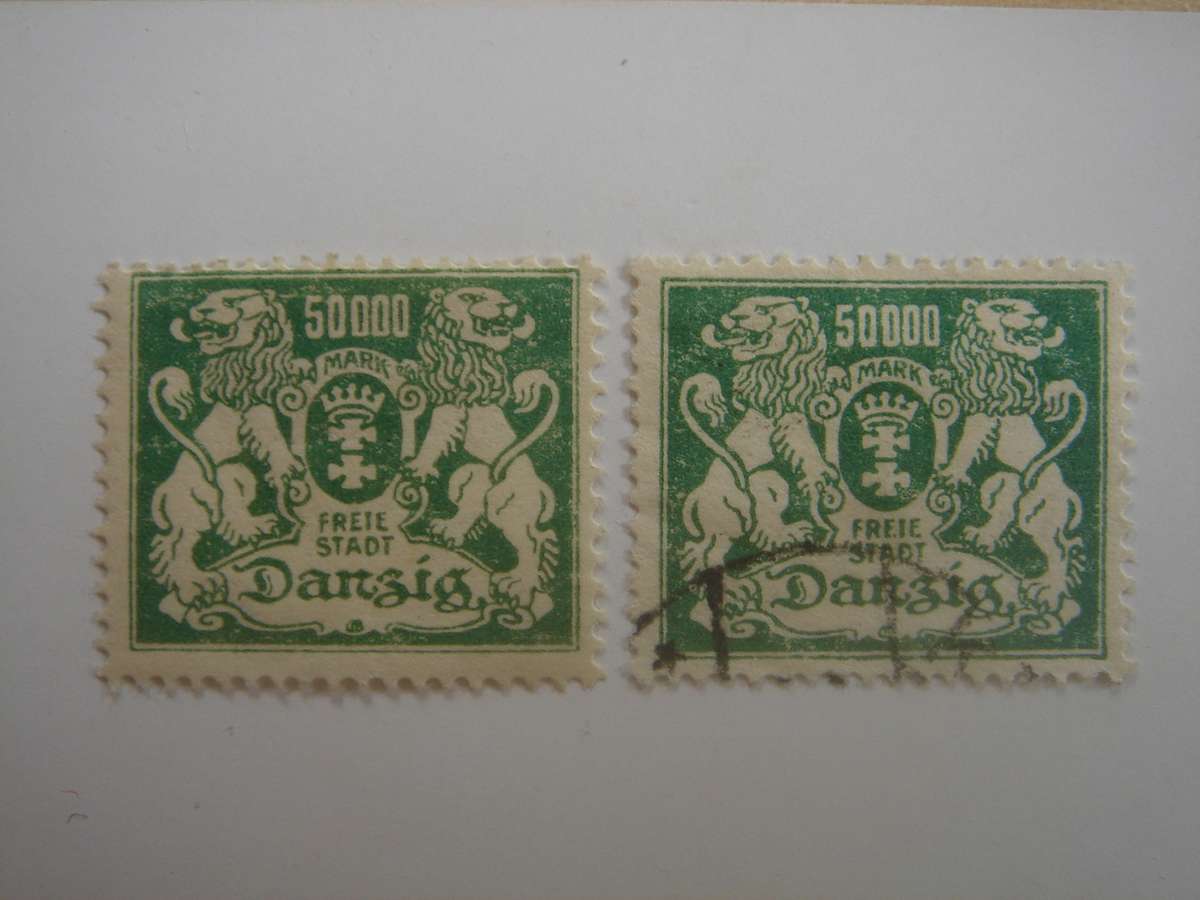 50000
MARK
FREIE
STADT
Danzig
50000
MARK
FREIE
STADT
Danzig